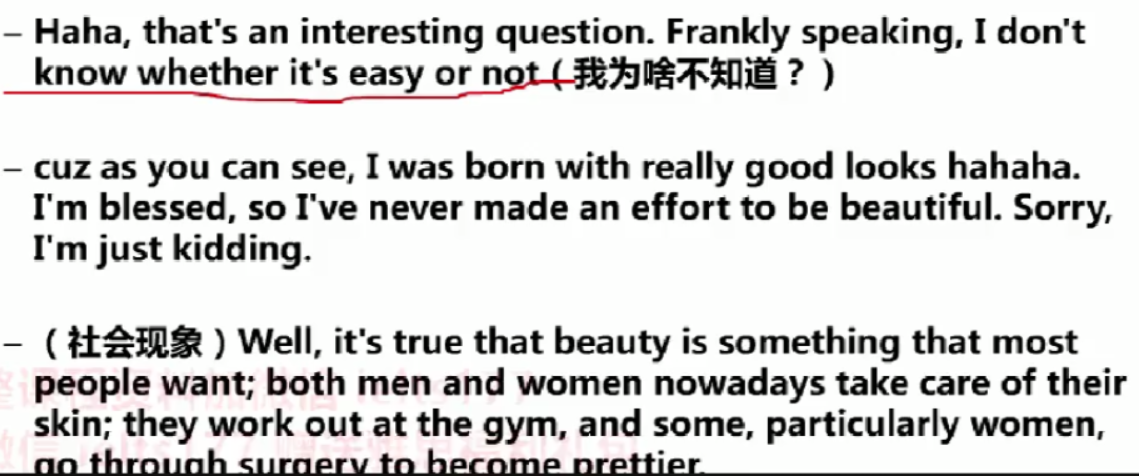 – Haha, that's an interesting question. Frankly speaking, I don't
know whether it's easy or not（我为啥不知道？）
– cuz as you can see, I was born with really good looks hahaha.
I'm blessed, so I've never made an effort to be beautiful. Sorry,
I'm just kidding.
–（社会现象）Well, it's true that beauty is something that most
people want; both men and women nowadays take care of their
skin; they work out at the gym, and some, particularly women,
go through surgery to become prettier.